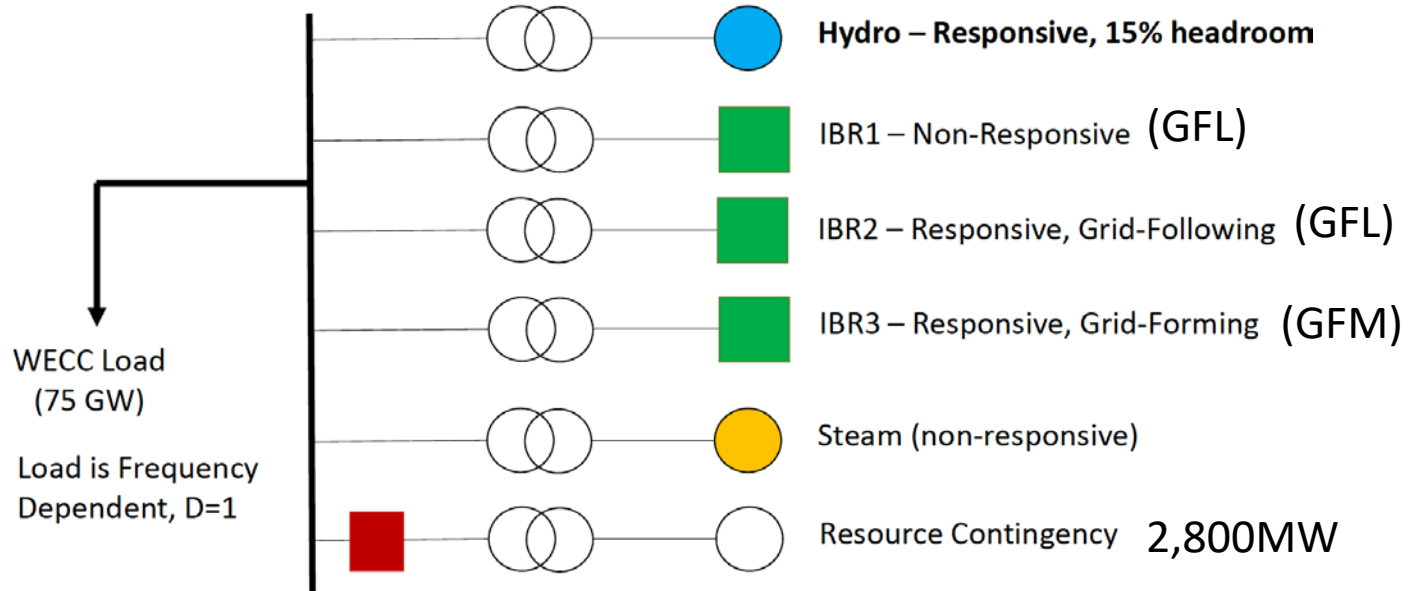 Hydro – Responsive, 15% headroom
IBR1 – Non-Responsive (GFL)
IBR2 – Responsive, Grid-Following (GFL)
IBR3 – Responsive, Grid-Forming (GFM)
WECC Load
(75 GW)
Load is Frequency
Dependent, D=1
Steam (non-responsive)
Resource Contingency 2,800MW